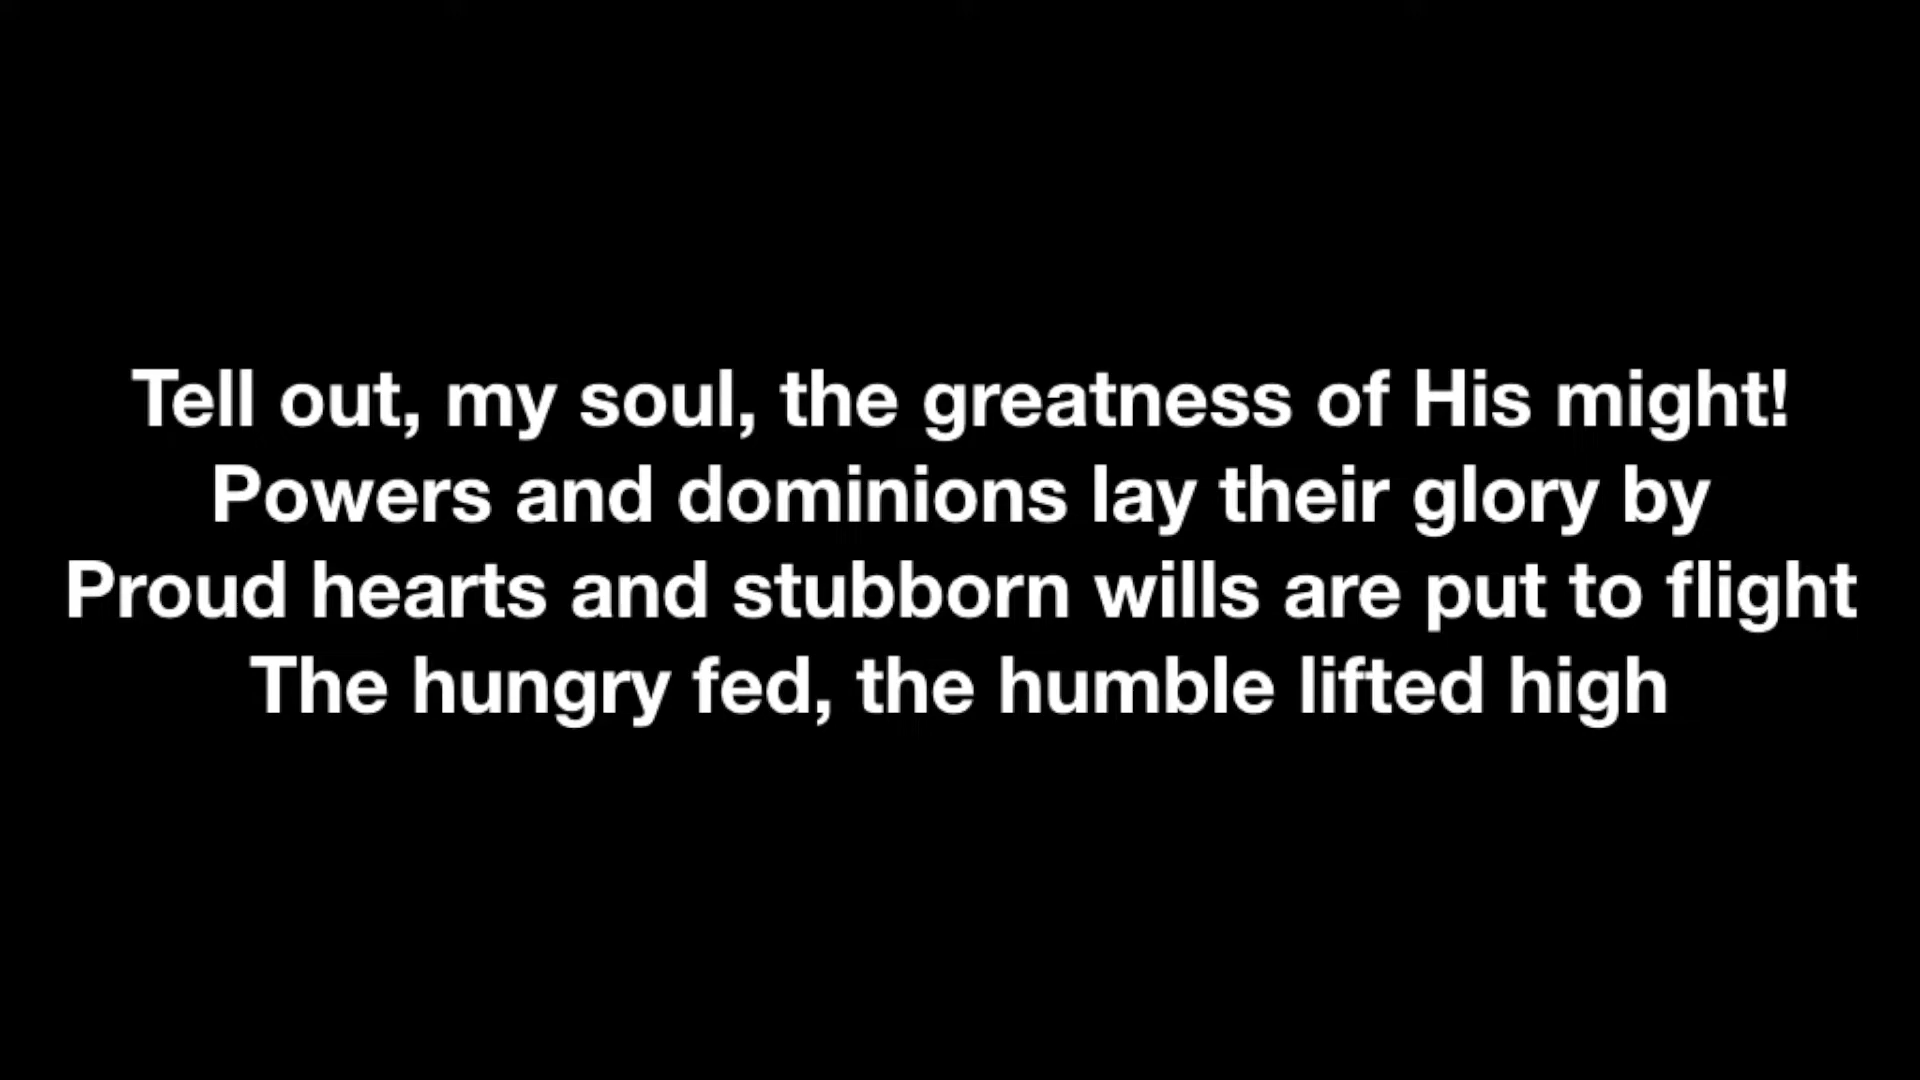 Tell out, my soul, the greatness of His might!
Powers and dominions lay their glory by
Proud hearts and stubborn wills are put to flight
The hungry fed, the humble lifted high